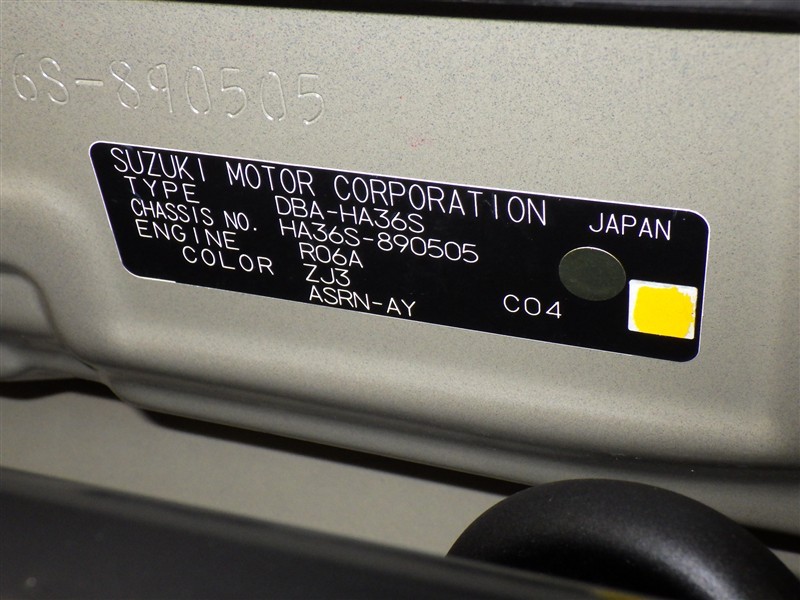 6S-890505
SUZUKI MOTOR CORPORATION JAPAN
TYPE DBA-HA36S
CHASSIS NO. HA36S-890505
ENGINE R06A
COLOR ZJ3
ASRN-AY C04